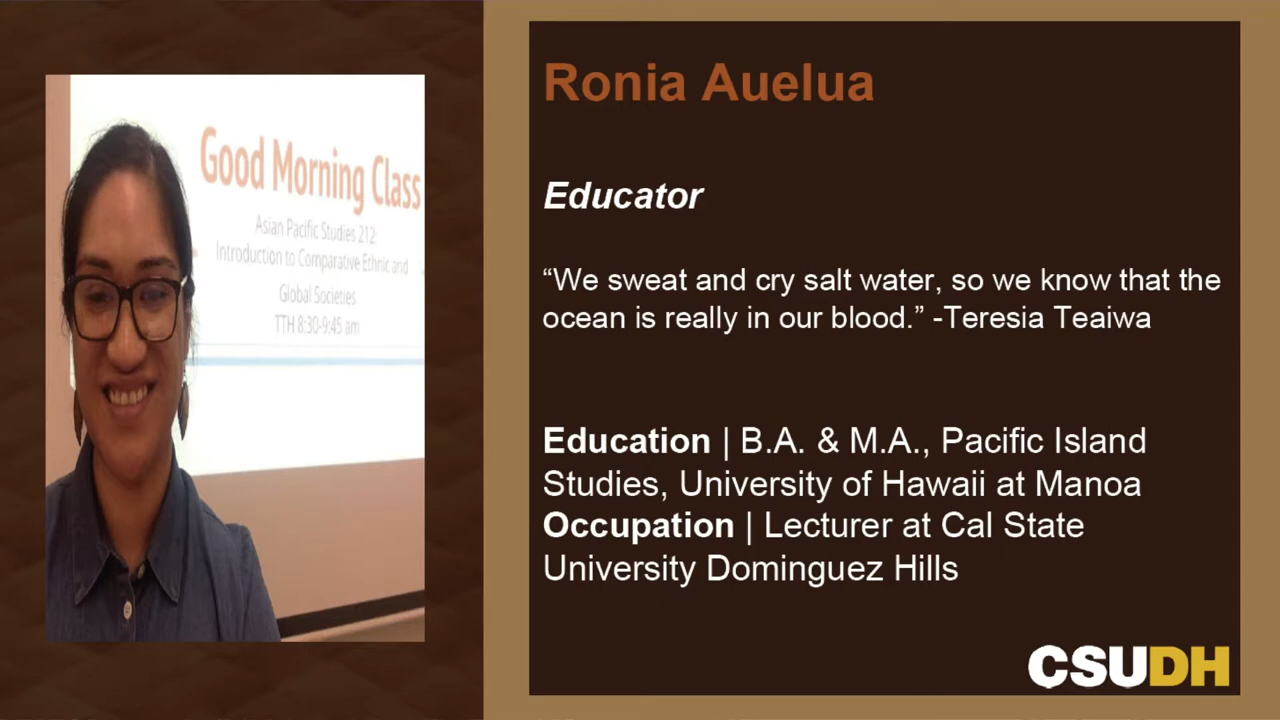 Good Morning Class
Asian Pacific Studies 212:
Introduction to Comparative Ethnic and
Global Societies
TTH 8:30-9:45 am
Ronia Auelua
Educator
“We sweat and cry salt water, so we know that the
ocean is really in our blood.” -Teresia Teaiwa
Education | B.A. & M.A., Pacific Island
Studies, University of Hawaii at Manoa
Occupation | Lecturer at Cal State
University Dominguez Hills
CSUDH